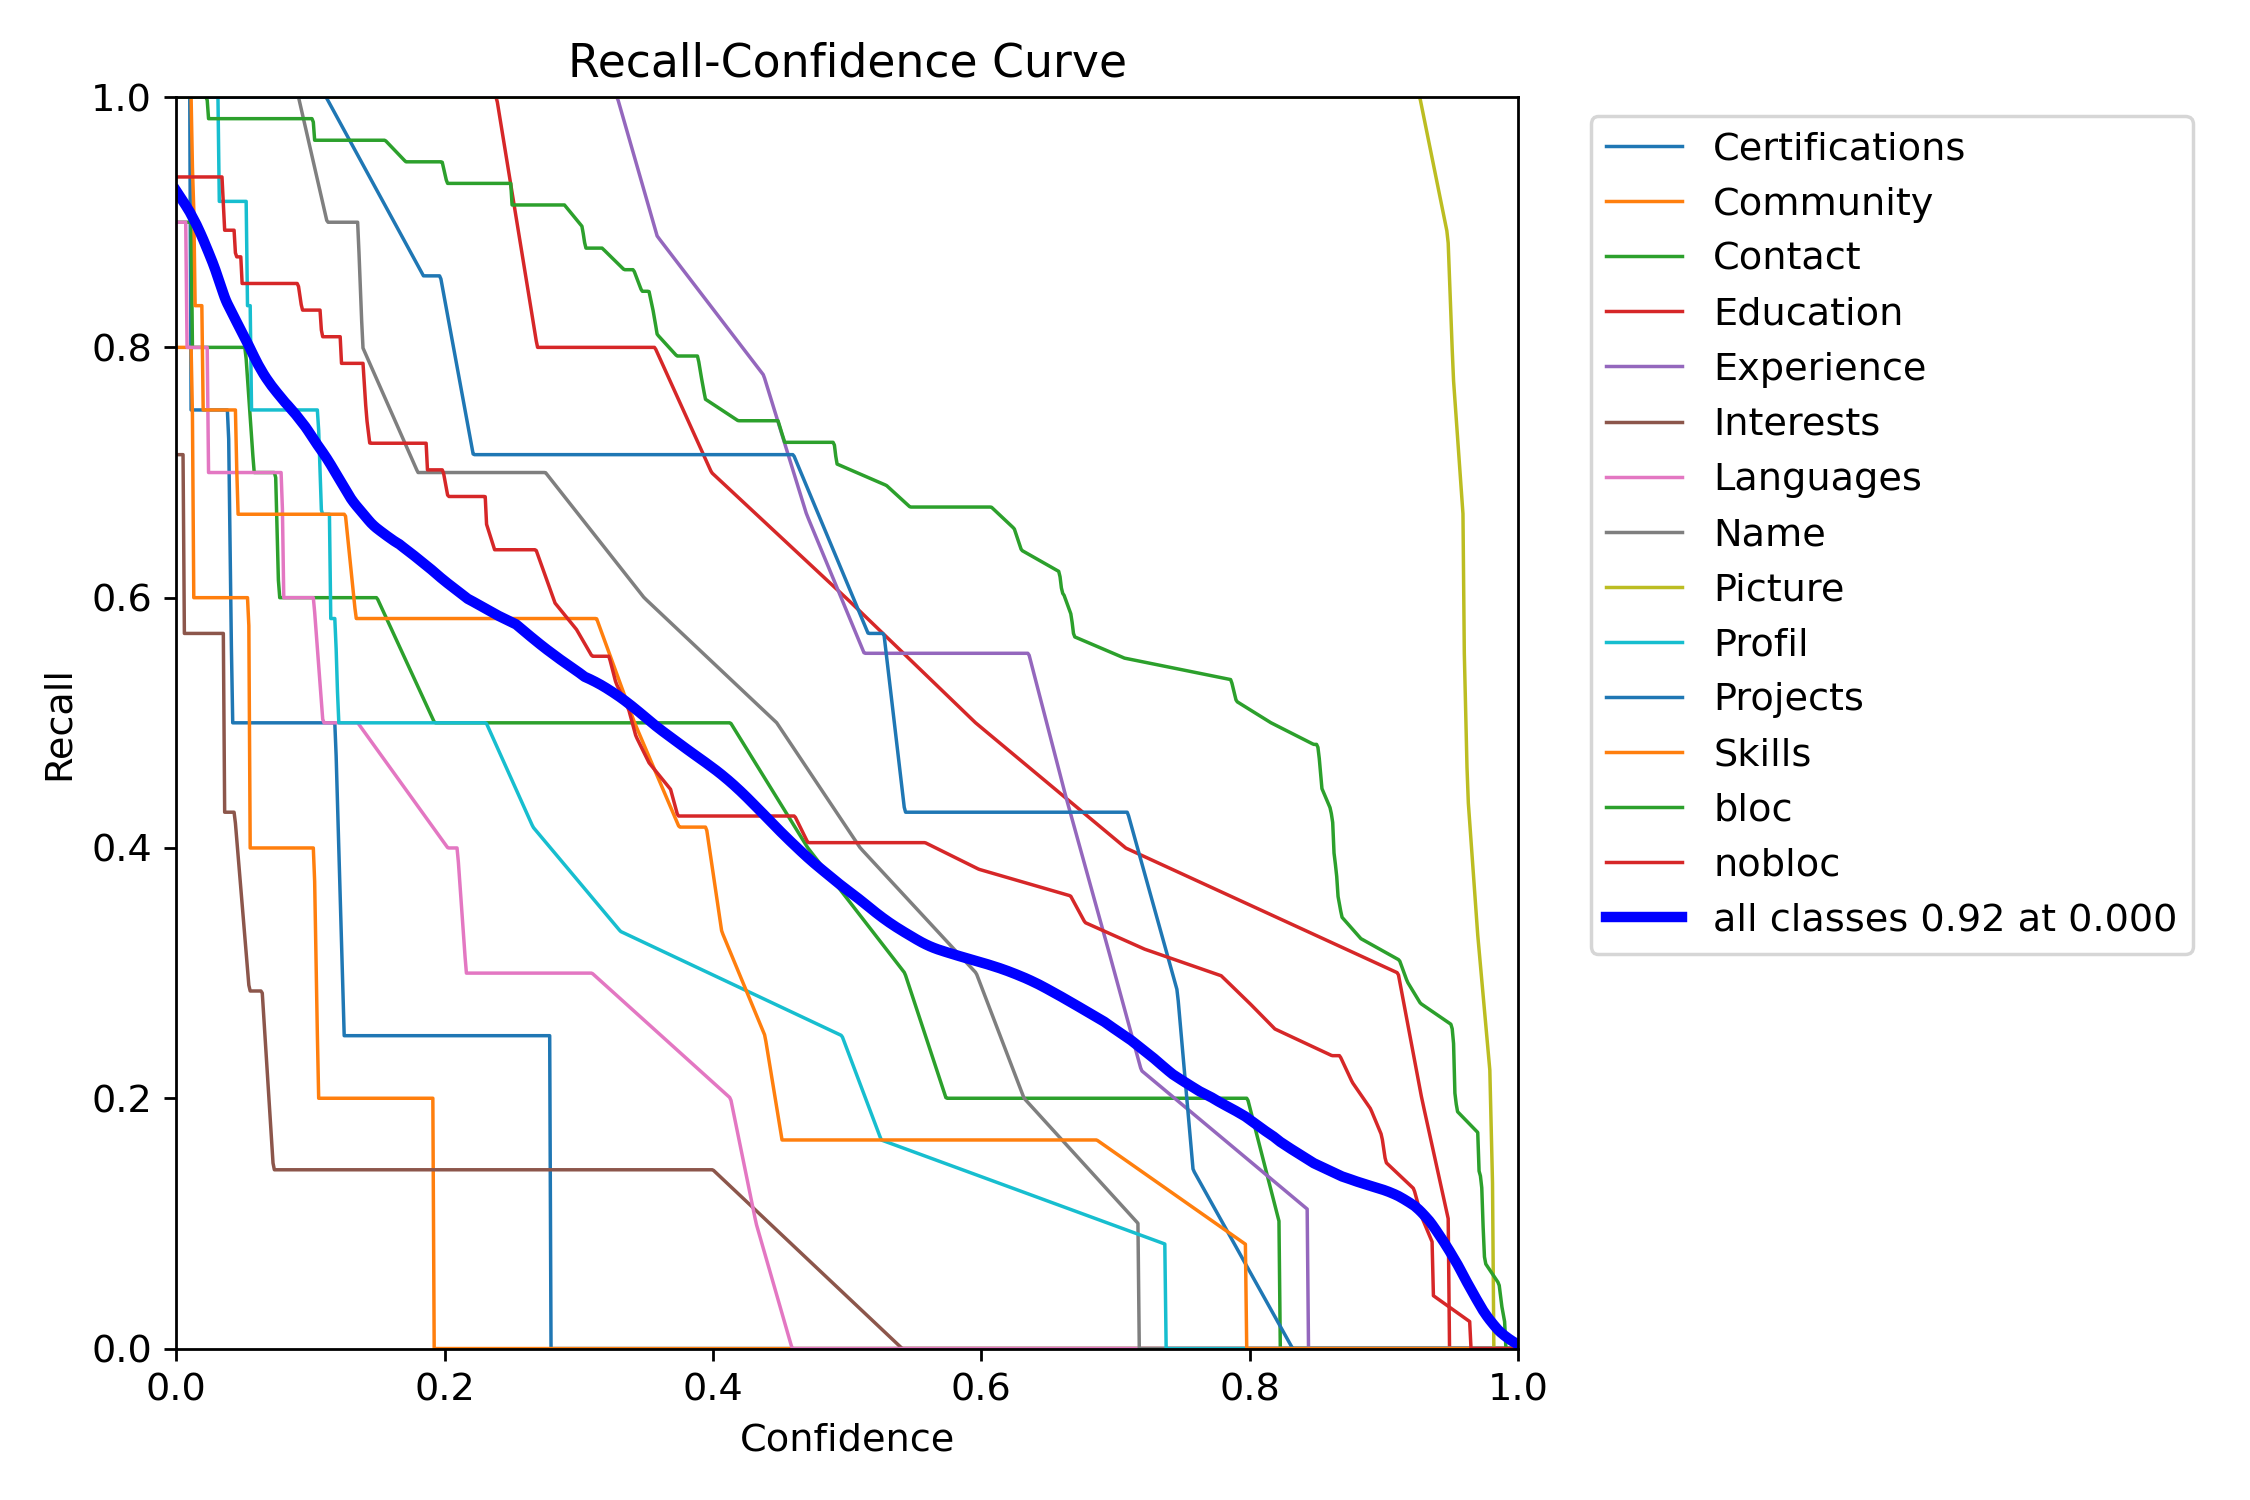 Recall-Confidence Curve
1.0
0.8
0.6
0.4
0.2
0.0
Recall
0.0 0.2 0.4 0.6 0.8 1.0
Confidence
Certifications
Community
Contact
Education
Experience
Interests
Languages
Name
Picture
Profil
Projects
Skills
bloc
nobloc
all classes 0.92 at 0.000